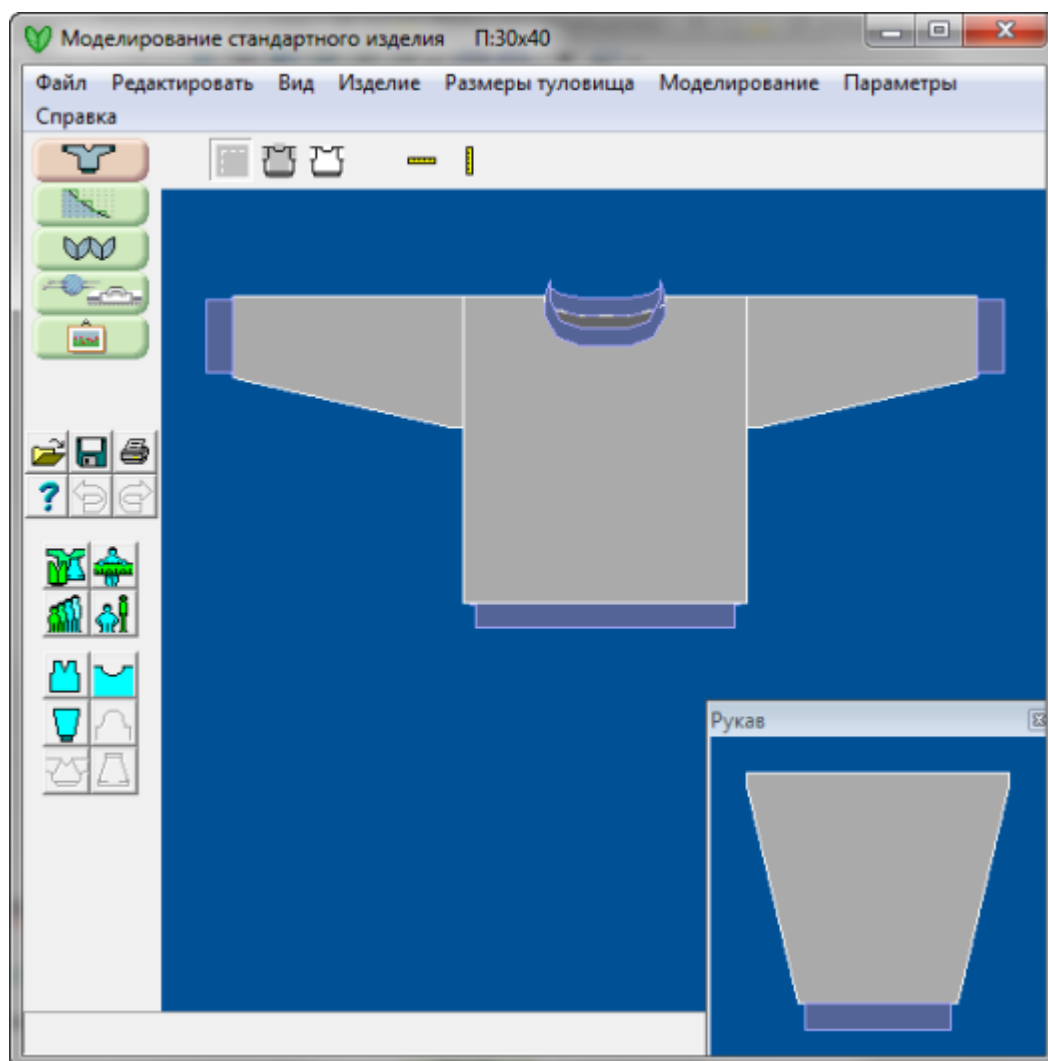 Моделирование стандартного изделия П:30x40
Файл Редактировать Вид Изделие Размеры туловища Моделирование Параметры
Справка
Рукав